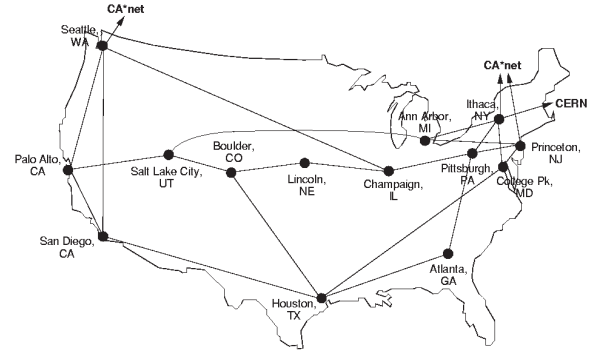 CA*net
Seattle,
WA
CA*net
Ithaca,
NY
CERN
Ann Arbor,
MI
Boulder,
CO
Princeton,
NJ
Palo Alto,
CA
Salt Lake City,
UT
Lincoln,
NE
Champaign,
IL
Pittsburgh,
PA
College Pk,
MD
San Diego,
CA
Atlanta,
GA
Houston,
TX